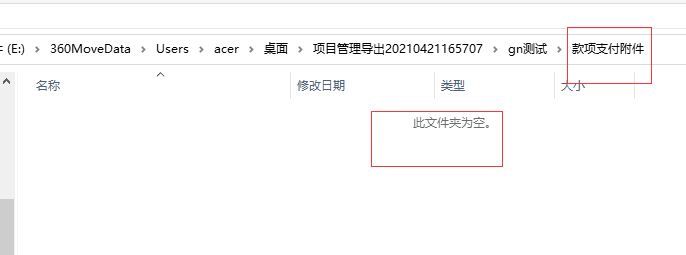 (E:) › 360MoveData › Users › acer › 桌面 › 项目管理导出20210421165707 › gn测试 › 款项支付附件
名称 修改日期 类型 大小
此文件夹为空。